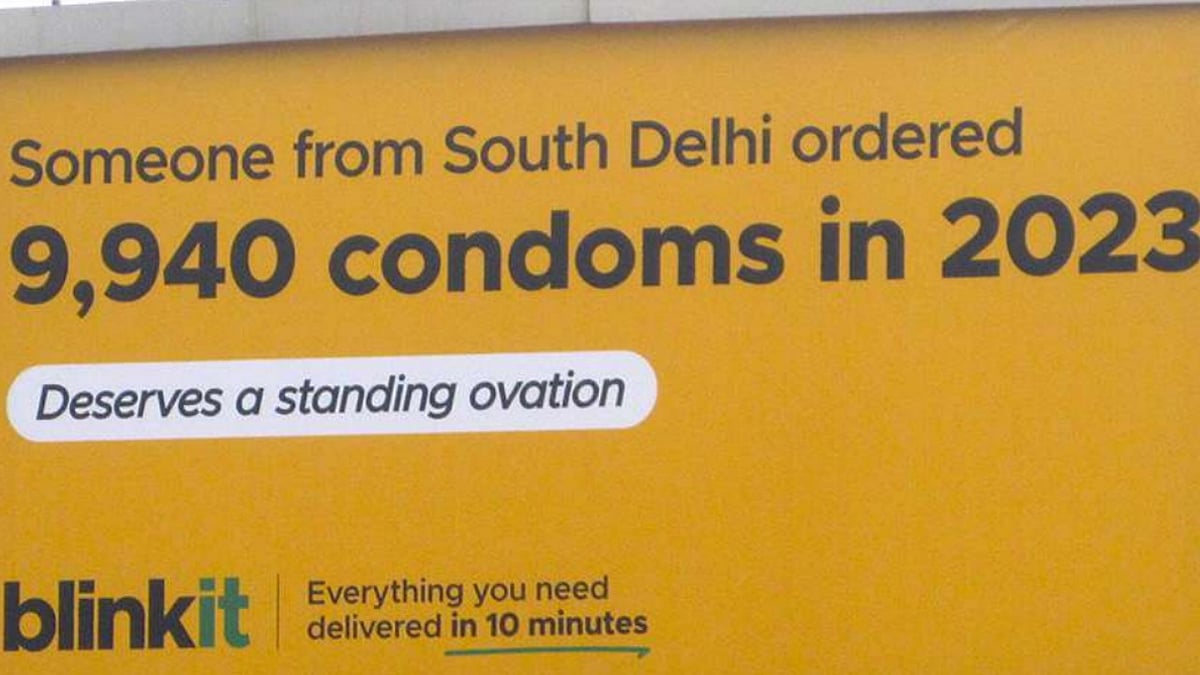 Someone from South Delhi ordered
9,940 condoms in 2023
Deserves a standing ovation
blinkit
Everything you need
delivered in 10 minutes